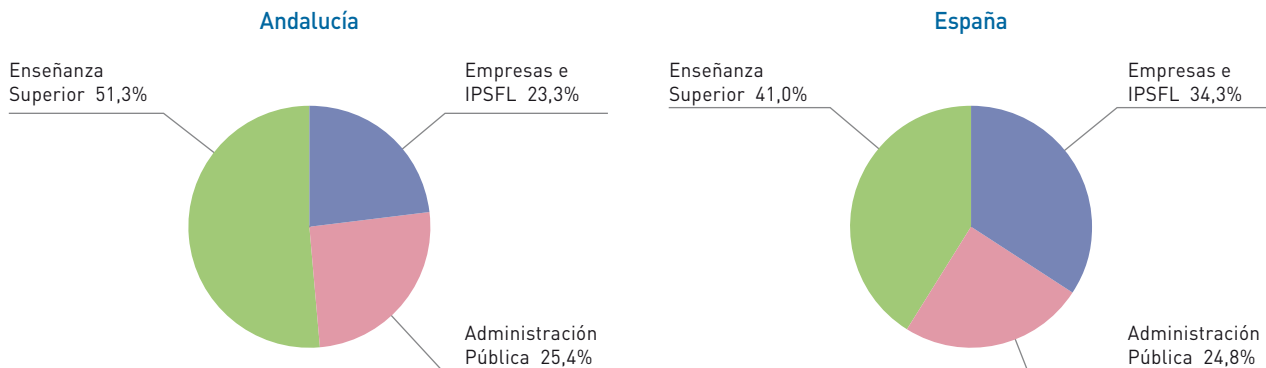 Andalucía
Enseñanza
Superior 51,3%
Empresas e
IPSFL 23,3%
Administración
Pública 25,4%
España
Enseñanza
Superior 41,0%
Empresas e
IPSFL 34,3%
Administración
Pública 24,8%